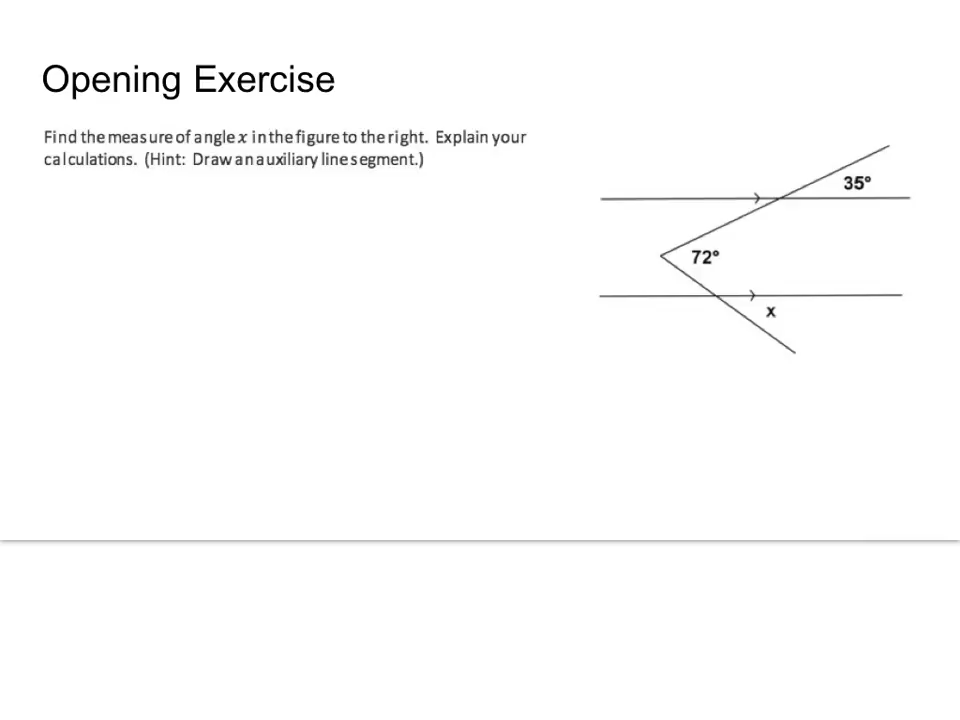 Opening Exercise
Find the measure of angle x in the figure to the right. Explain your
calculations. (Hint: Draw an auxiliary line segment.)
35°
72°
x